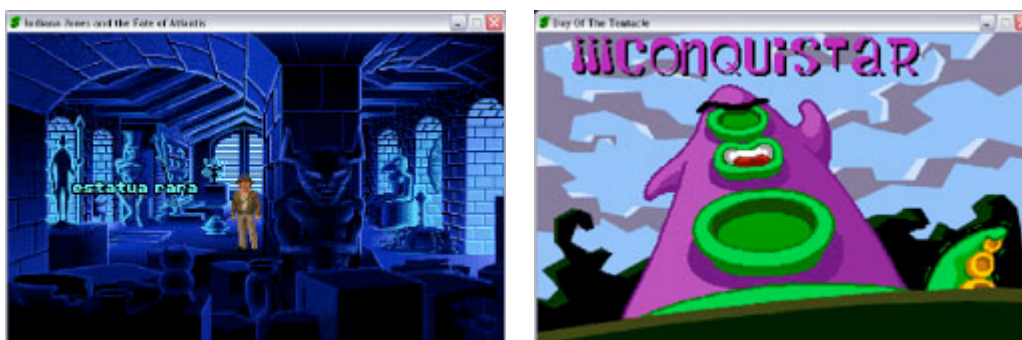 Indiana Jones and the Fate of Atlantis
estatua rara
Day Of The Tentacle
¡¡¡CONQUISTAR